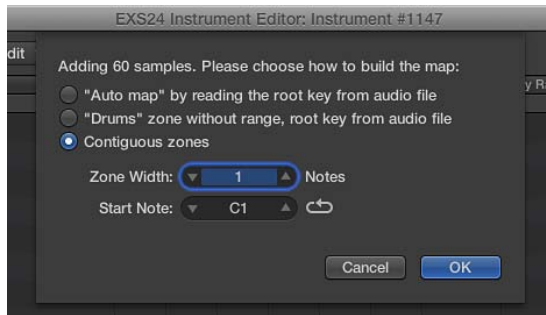 EXS24 Instrument Editor: Instrument #1147
dit
Adding 60 samples. Please choose how to build the map:
"Auto map" by reading the root key from audio file
y R
"Drums" zone without range, root key from audio file
Contiguous zones
Zone Width: 1 Notes
Start Note: C1
Cancel OK